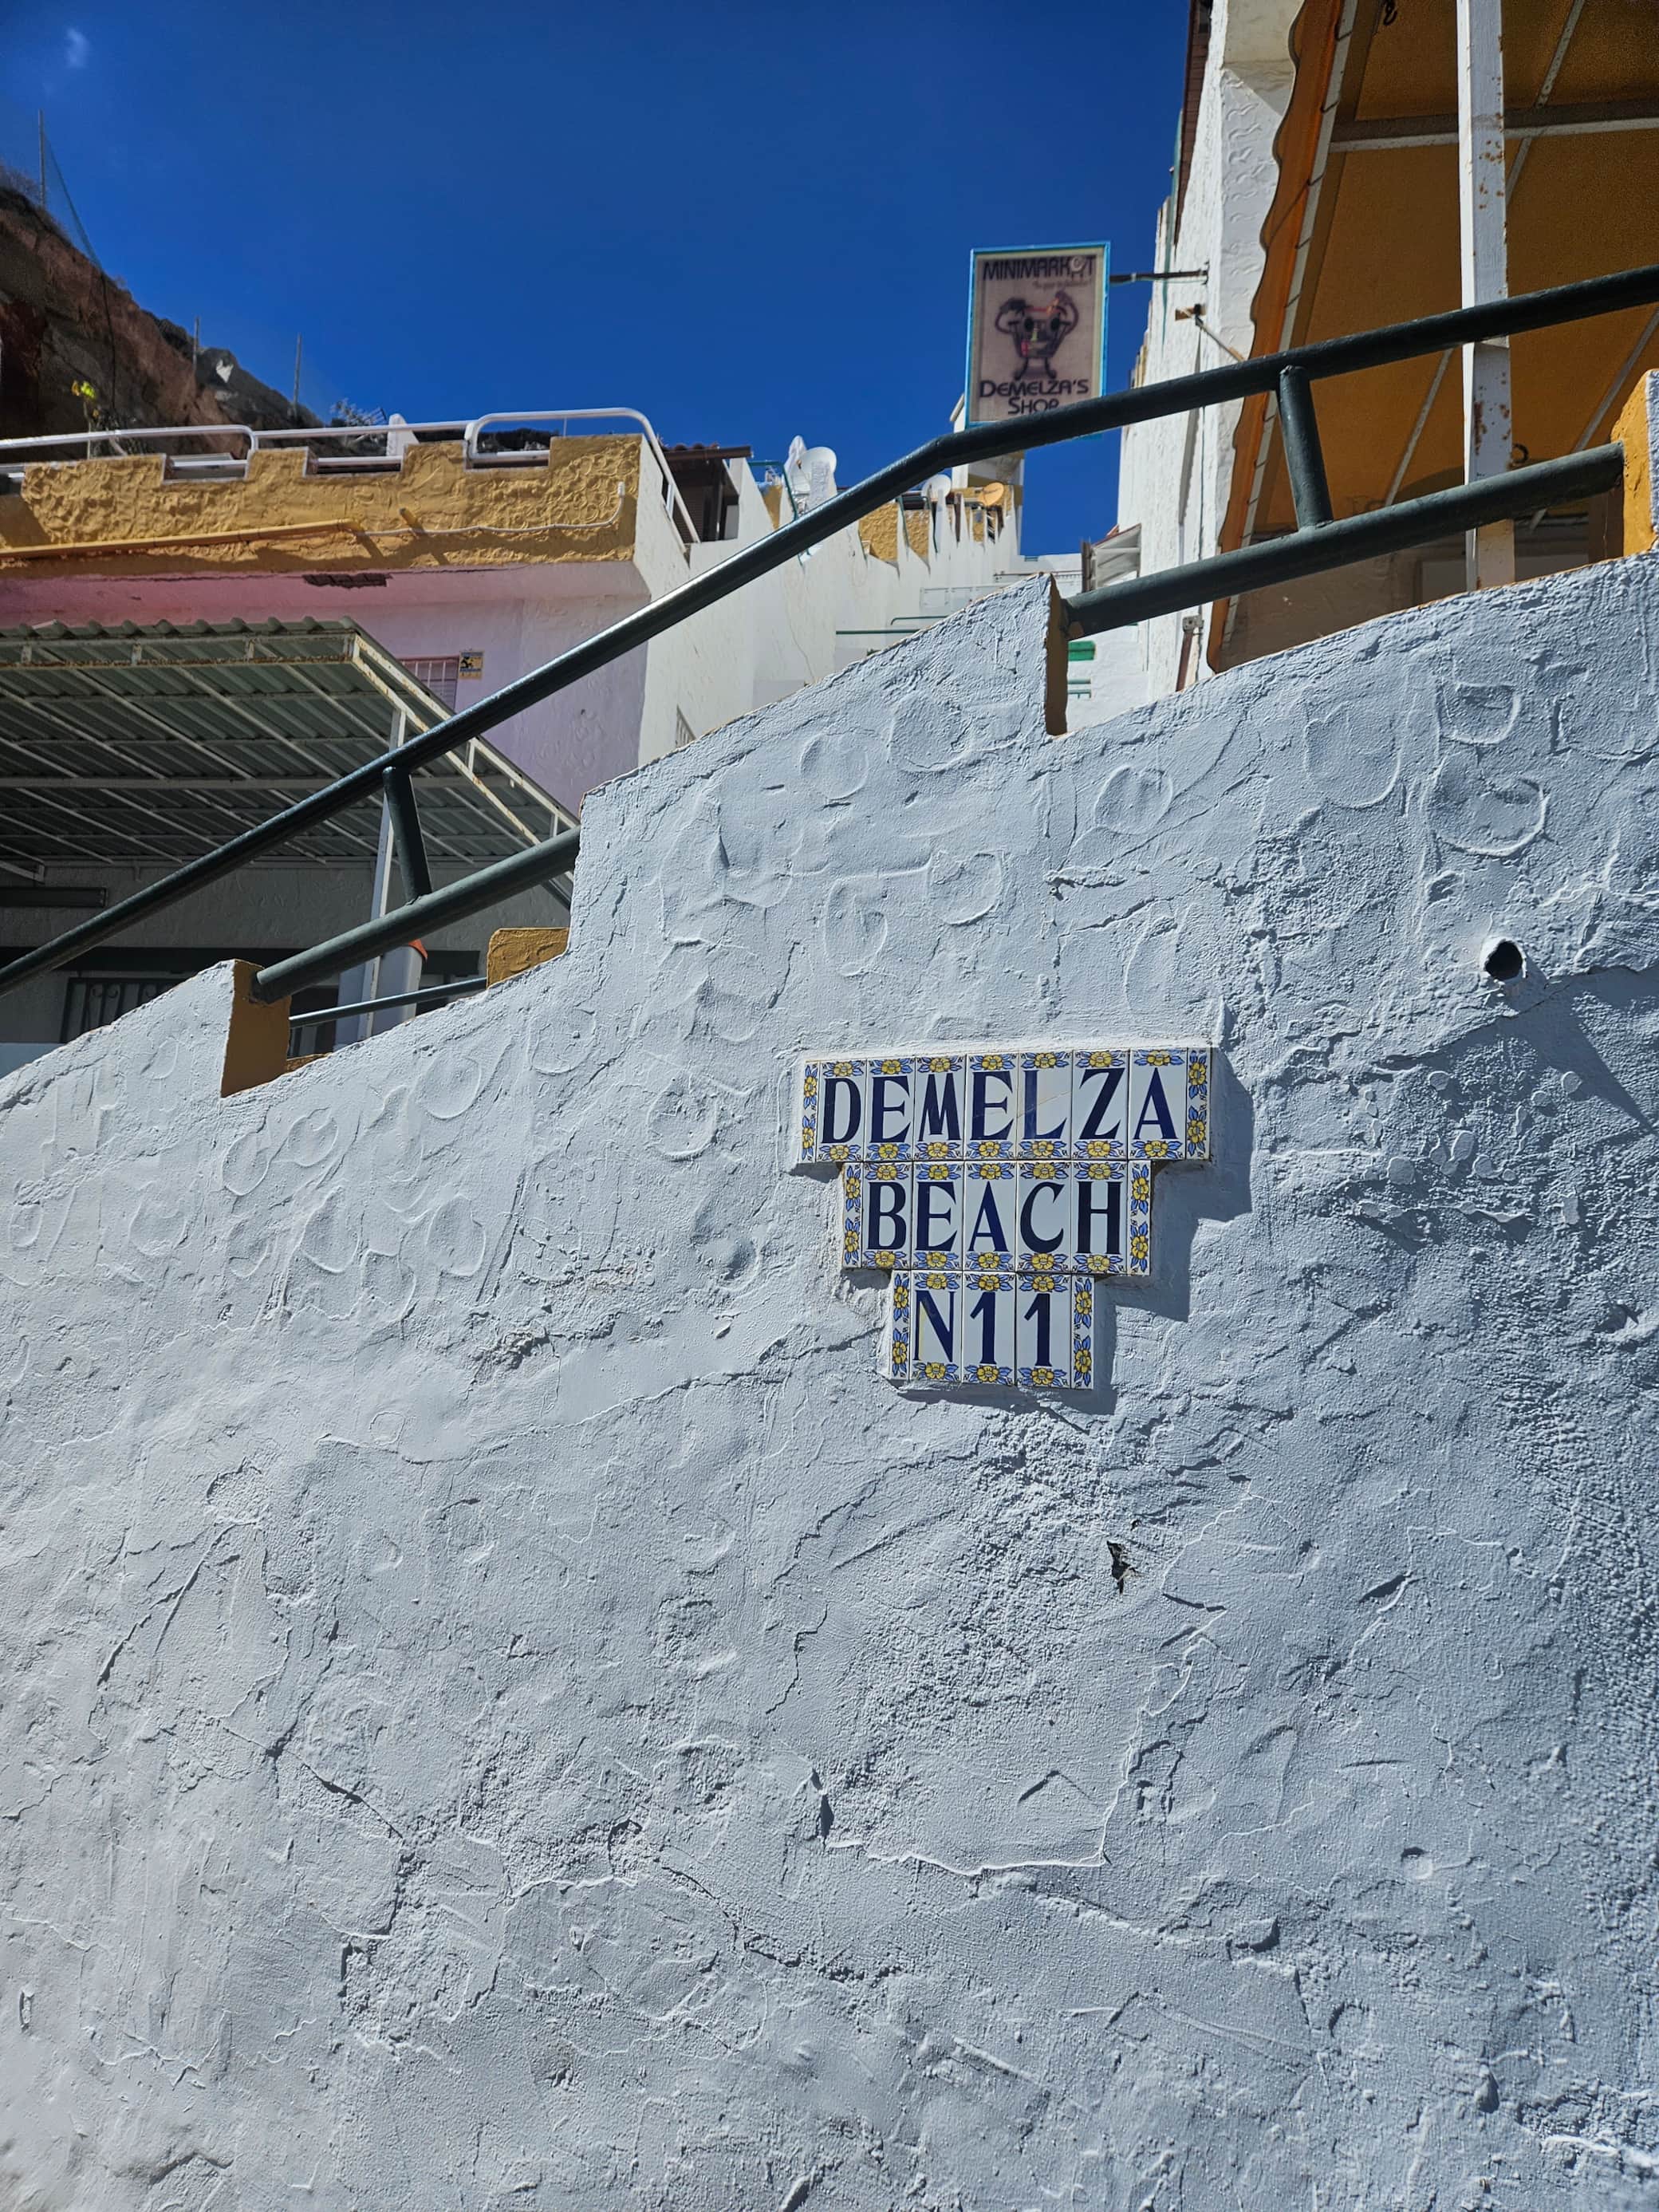 MINIMARKET
DEMELZA'S
SHOP
DEMELZA
BEACH
N11